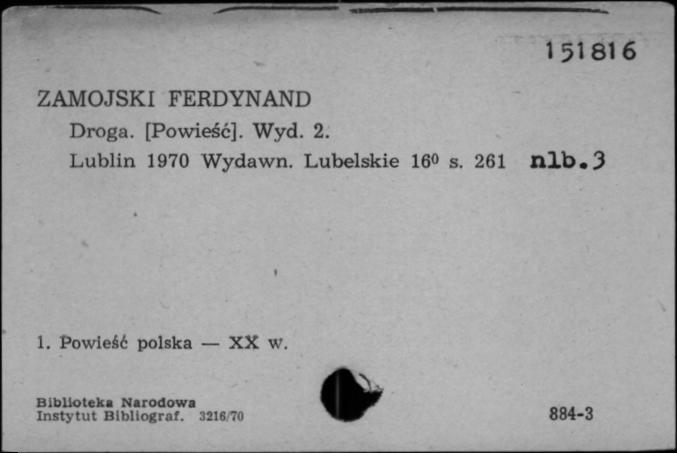 151816
ZAMOJSKI FERDYNAND
Droga. [Powieść]. Wyd. 2.
Lublin 1970 Wydawn. Lubelskie 16⁰ s. 261 nlb.3
1. Powieść polska — XX w.
Biblioteka Narodowa
Instytut Bibliograf. 3216/70
884-3